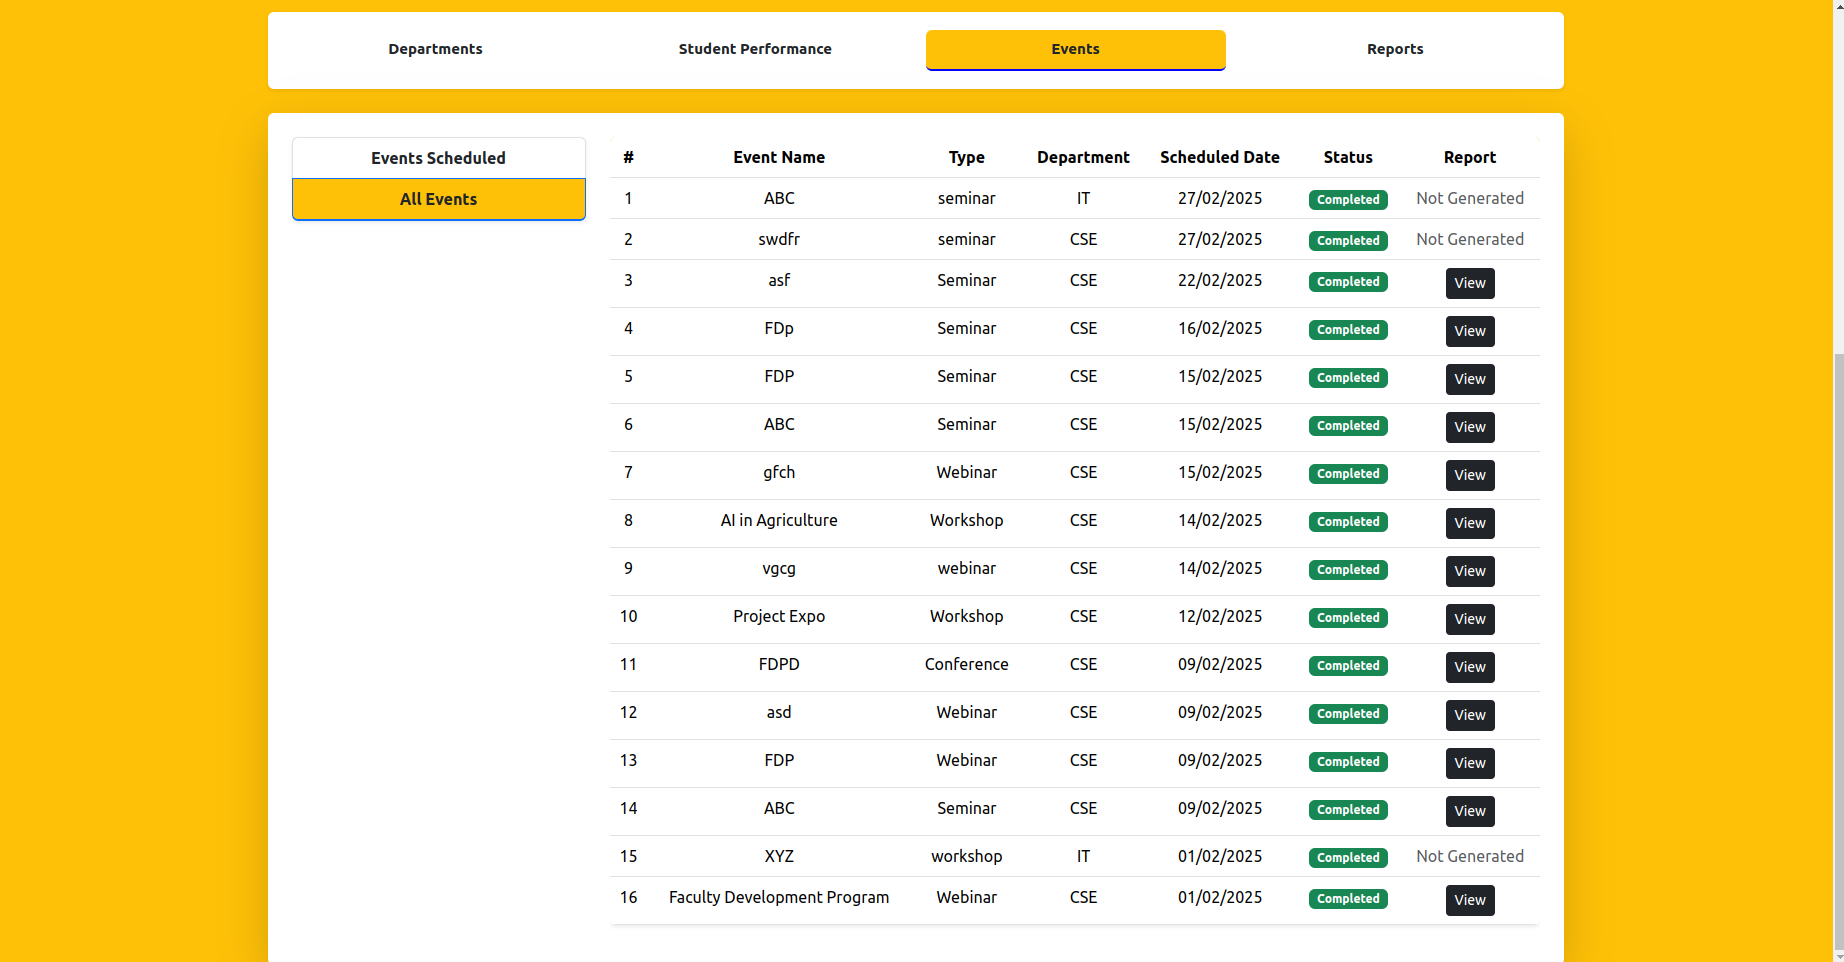 Departments Student Performance Events Reports
Events Scheduled
All Events
# Event Name Type Department Scheduled Date Status Report
1 ABC seminar IT 27/02/2025 Completed Not Generated
2 swdfr seminar CSE 27/02/2025 Completed Not Generated
3 asf Seminar CSE 22/02/2025 Completed View
4 FDp Seminar CSE 16/02/2025 Completed View
5 FDP Seminar CSE 15/02/2025 Completed View
6 ABC Seminar CSE 15/02/2025 Completed View
7 gfch Webinar CSE 15/02/2025 Completed View
8 AI in Agriculture Workshop CSE 14/02/2025 Completed View
9 vgcg webinar CSE 14/02/2025 Completed View
10 Project Expo Workshop CSE 12/02/2025 Completed View
11 FDPD Conference CSE 09/02/2025 Completed View
12 asd Webinar CSE 09/02/2025 Completed View
13 FDP Webinar CSE 09/02/2025 Completed View
14 ABC Seminar CSE 09/02/2025 Completed View
15 XYZ workshop IT 01/02/2025 Completed Not Generated
16 Faculty Development Program Webinar CSE 01/02/2025 Completed View